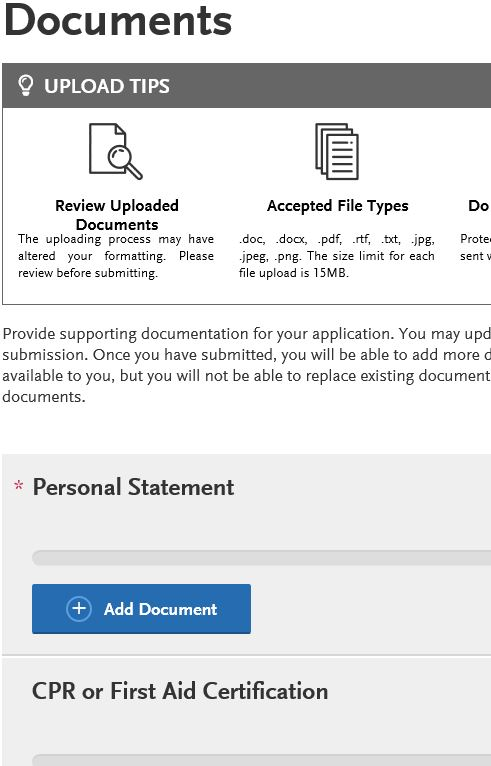 Documents
UPLOAD TIPS
Review Uploaded
Documents
The uploading process may have
altered your formatting. Please
review before submitting.
Accepted File Types
.doc, .docx, .pdf, .rtf, .txt, .jpg,
.jpeg, .png. The size limit for each
file upload is 15MB.
Do
Prote
sent w
Provide supporting documentation for your application. You may upd
submission. Once you have submitted, you will be able to add more d
available to you, but you will not be able to replace existing document
documents.
* Personal Statement
Add Document
CPR or First Aid Certification